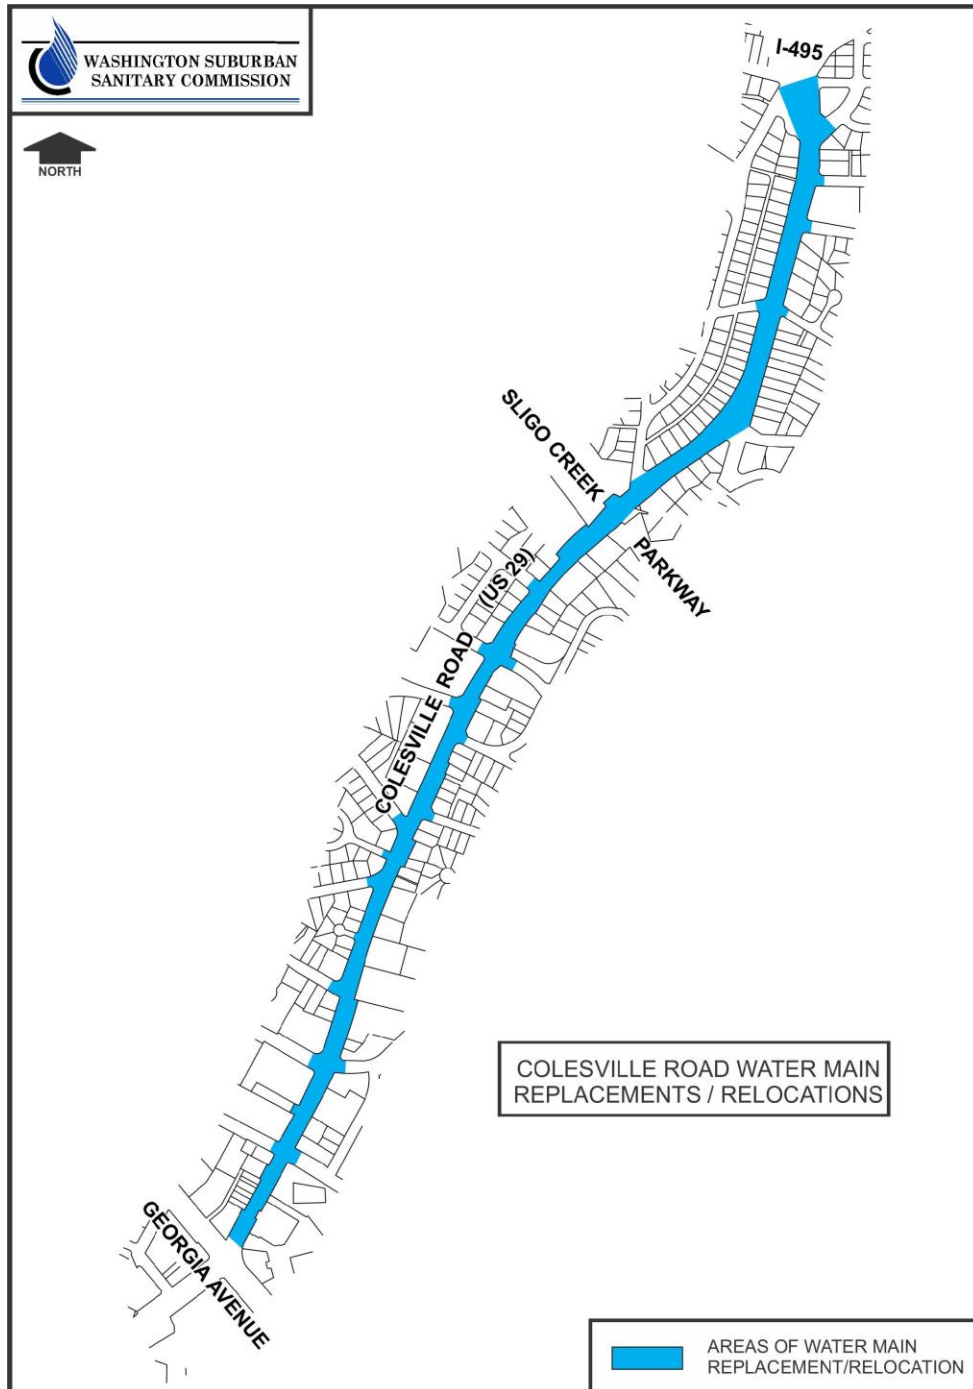 WASHINGTON SUBURBAN
SANITARY COMMISSION
NORTH
I-495
SLIGO CREEK
PARKWAY
COLESVILLE ROAD (US 29)
COLESVILLE ROAD WATER MAIN
REPLACEMENTS / RELOCATIONS
GEORGIA AVENUE
AREAS OF WATER MAIN
REPLACEMENT/RELOCATION